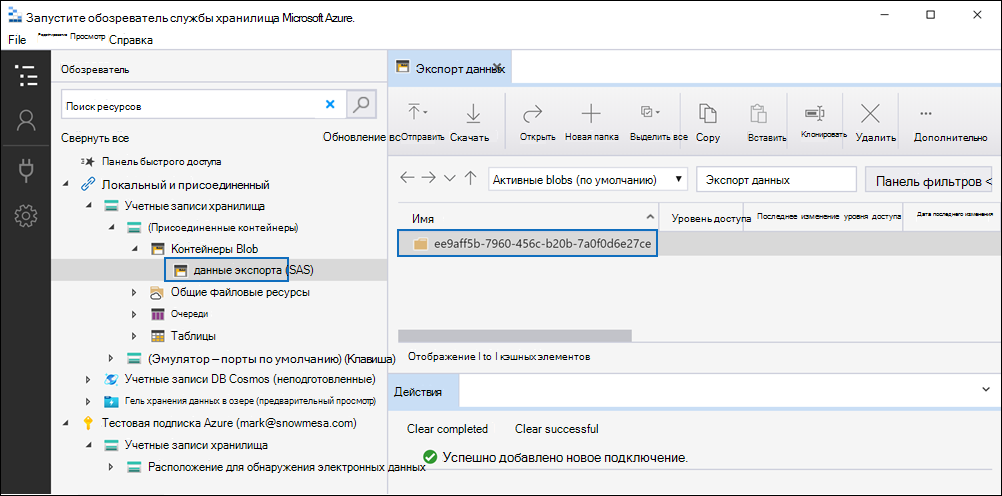 Запустите обозреватель службы хранилища Microsoft Azure.
File Редактирование Просмотр Справка
Обозреватель
Поиск ресурсов
Свернуть все
Обновление вс
Панель быстрого доступа
Локальный и присоединенный
Учетные записи хранилища
(Присоединенные контейнеры)
Контейнеры Blob
данные экспорта (SAS)
Общие файловые ресурсы
Очереди
Таблицы
(Эмулятор – порты по умолчанию) (Клавиша)
Учетные записи DB Cosmos (неподготовленные)
Гель хранения данных в озере (предварительный просмотр)
Тестовая подписка Azure (mark@snowmesa.com)
Учетные записи хранилища
Расположение для обнаружения электронных данных
Экспорт данных
Отправить Скачать Открыть Новая папка Выделить все Copy Вставить Клонировать Удалить Дополнительно
Активные blobs (по умолчанию) Экспорт данных Панель фильтров <
Имя Уровень доступа Последнее изменение уровня доступа Дата последнего изменения
ee9aff5b-7960-456c-b20b-7a0f0d6e27ce
Отображение I to I кэшных элементов
Действия
Clear completed Clear successful
Успешно добавлено новое подключение.